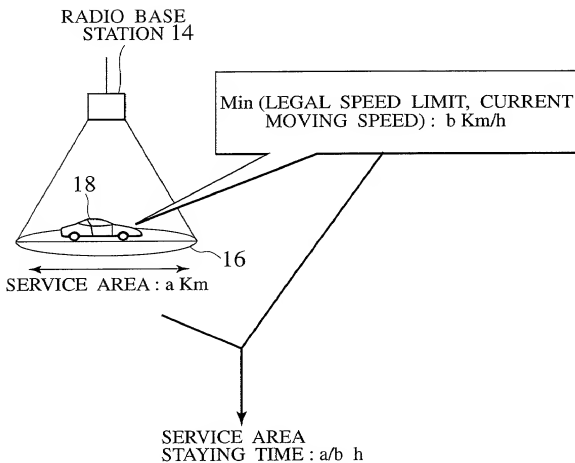 RADIO BASE
STATION 14
Min (LEGAL SPEED LIMIT, CURRENT
MOVING SPEED) : b Km/h
18
16
SERVICE AREA : a Km
SERVICE AREA
STAYING TIME : a/b h